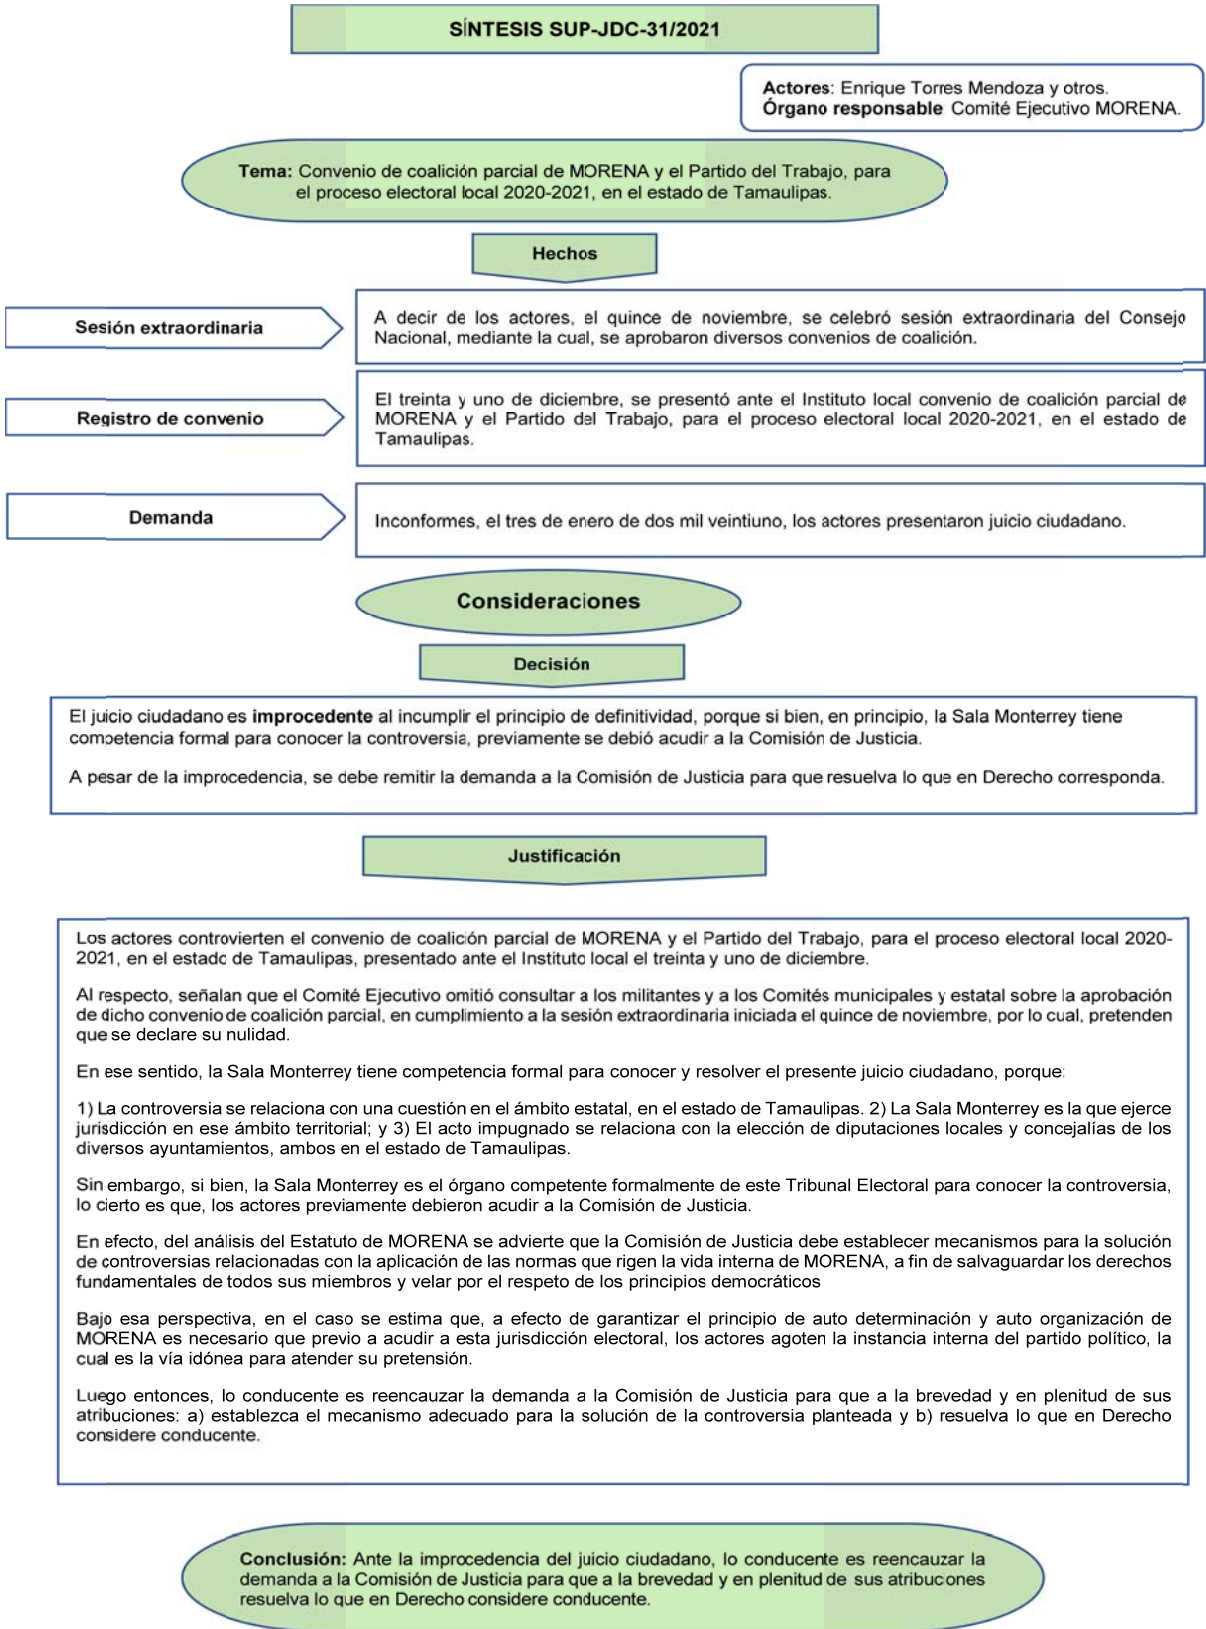 SÍNTESIS SUP-JDC-31/2021
Actores: Enrique Torres Mendoza y otros.
Órgano responsable Comité Ejecutivo MORENA.
Tema: Convenio de coalición parcial de MORENA y el Partido del Trabajo, para
el proceso electoral local 2020-2021, en el estado de Tamaulipas.
Hechos
Sesión extraordinaria
A decir de los actores, el quince de noviembre, se celebró sesión extraordinaria del Consejo
Nacional, mediante la cual, se aprobaron diversos convenios de coalición.
Registro de convenio
El treinta y uno de diciembre, se presentó ante el Instituto local convenio de coalición parcial de
MORENA y el Partido del Trabajo, para el proceso electoral local 2020-2021, en el estado de
Tamaulipas.
Demanda
Inconformes, el tres de enero de dos mil veintiuno, los actores presentaron juicio ciudadano.
Consideraciones
Decisión
El juicio ciudadano es improcedente al incumplir el principio de definitividad, porque si bien, en principio, la Sala Monterrey tiene
competencia formal para conocer la controversia, previamente se debió acudir a la Comisión de Justicia.
A pesar de la improcedencia, se debe remitir la demanda a la Comisión de Justicia para que resuelva lo que en Derecho corresponda.
Justificación
Los actores controvierten el convenio de coalición parcial de MORENA y el Partido del Trabajo, para el proceso electoral local 2020-
2021, en el estado de Tamaulipas, presentado ante el Instituto local el treinta y uno de diciembre.
Al respecto, señalan que el Comité Ejecutivo omitió consultar a los militantes y a los Comités municipales y estatal sobre la aprobación
de dicho convenio de coalición parcial, en cumplimiento a la sesión extraordinaria iniciada el quince de noviembre, por lo cual, pretenden
que se declare su nulidad.
En ese sentido, la Sala Monterrey tiene competencia formal para conocer y resolver el presente juicio ciudadano, porque:
1) La controversia se relaciona con una cuestión en el ámbito estatal, en el estado de Tamaulipas. 2) La Sala Monterrey es la que ejerce
jurisdicción en ese ámbito territorial; y 3) El acto impugnado se relaciona con la elección de diputaciones locales y concejalías de los
diversos ayuntamientos, ambos en el estado de Tamaulipas.
Sin embargo, si bien, la Sala Monterrey es el órgano competente formalmente de este Tribunal Electoral para conocer la controversia,
lo cierto es que, los actores previamente debieron acudir a la Comisión de Justicia.
En efecto, del análisis del Estatuto de MORENA se advierte que la Comisión de Justicia debe establecer mecanismos para la solución
de controversias relacionadas con la aplicación de las normas que rigen la vida interna de MORENA, a fin de salvaguardar los derechos
fundamentales de todos sus miembros y velar por el respeto de los principios democráticos
Bajo esa perspectiva, en el caso se estima que, a efecto de garantizar el principio de auto determinación y auto organización de
MORENA es necesario que previo a acudir a esta jurisdicción electoral, los actores agoten la instancia interna del partido político, la
cual es la vía idónea para atender su pretensión.
Luego entonces, lo conducente es reencauzar la demanda a la Comisión de Justicia para que a la brevedad y en plenitud de sus
atribuciones: a) establezca el mecanismo adecuado para la solución de la controversia planteada y b) resuelva lo que en Derecho
considere conducente.
Conclusión: Ante la improcedencia del juicio ciudadano, lo conducente es reencauzar la
demanda a la Comisión de Justicia para que a la brevedad y en plenitud de sus atribuciones
resuelva lo que en Derecho considere conducente.